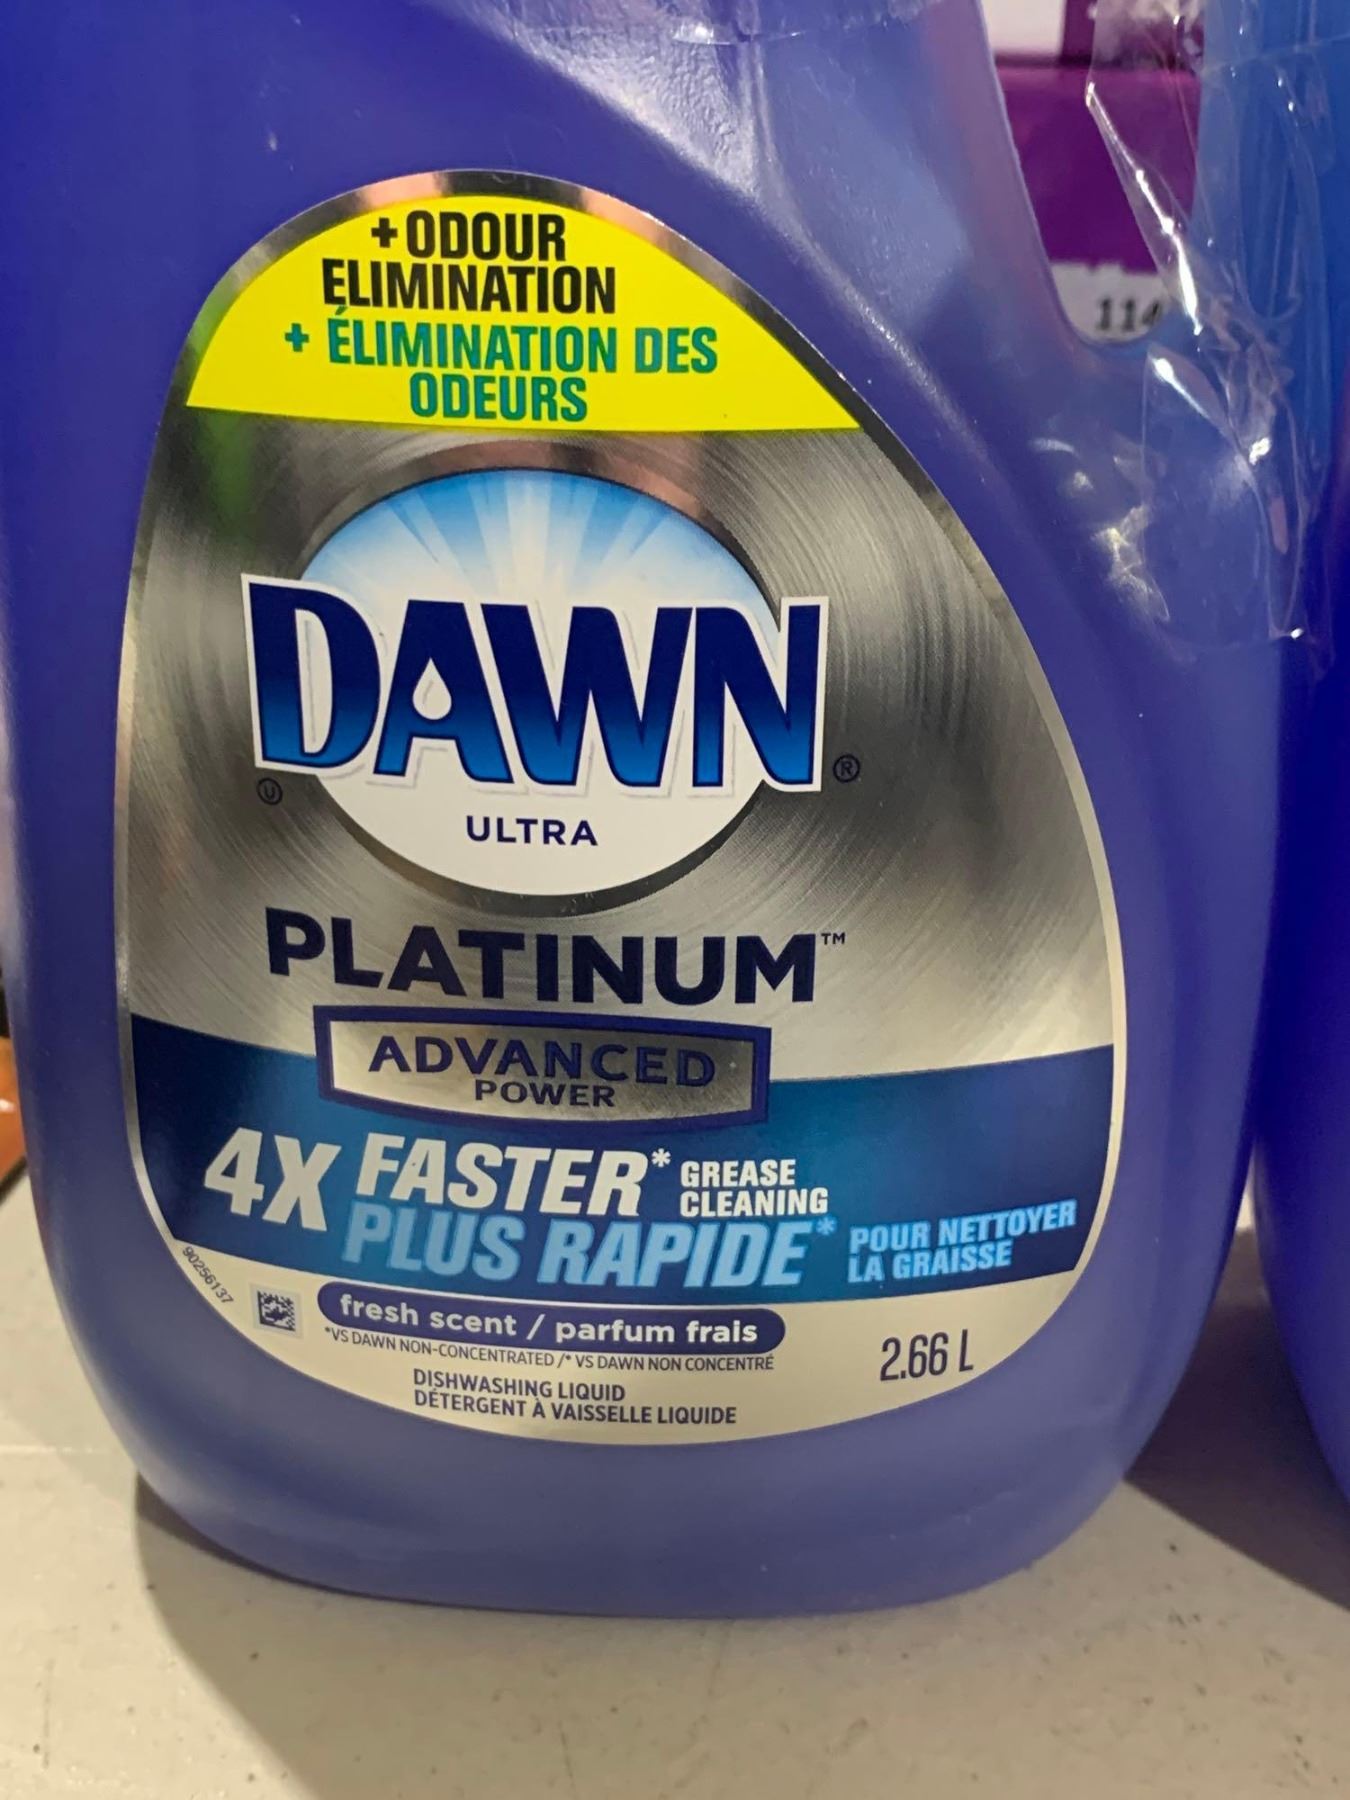 + ODOUR
ELIMINATION
+ ÉLIMINATION DES
ODEURS
DAWN®
U
ULTRA
PLATINUM™
ADVANCED
POWER
4X FASTER* GREASE CLEANING
PLUS RAPIDE* POUR NETTOYER LA GRAISSE
90256137
fresh scent / parfum frais
*VS DAWN NON-CONCENTRATED /* VS DAWN NON CONCENTRÉ
2.66 L
DISHWASHING LIQUID
DÉTERGENT À VAISSELLE LIQUIDE